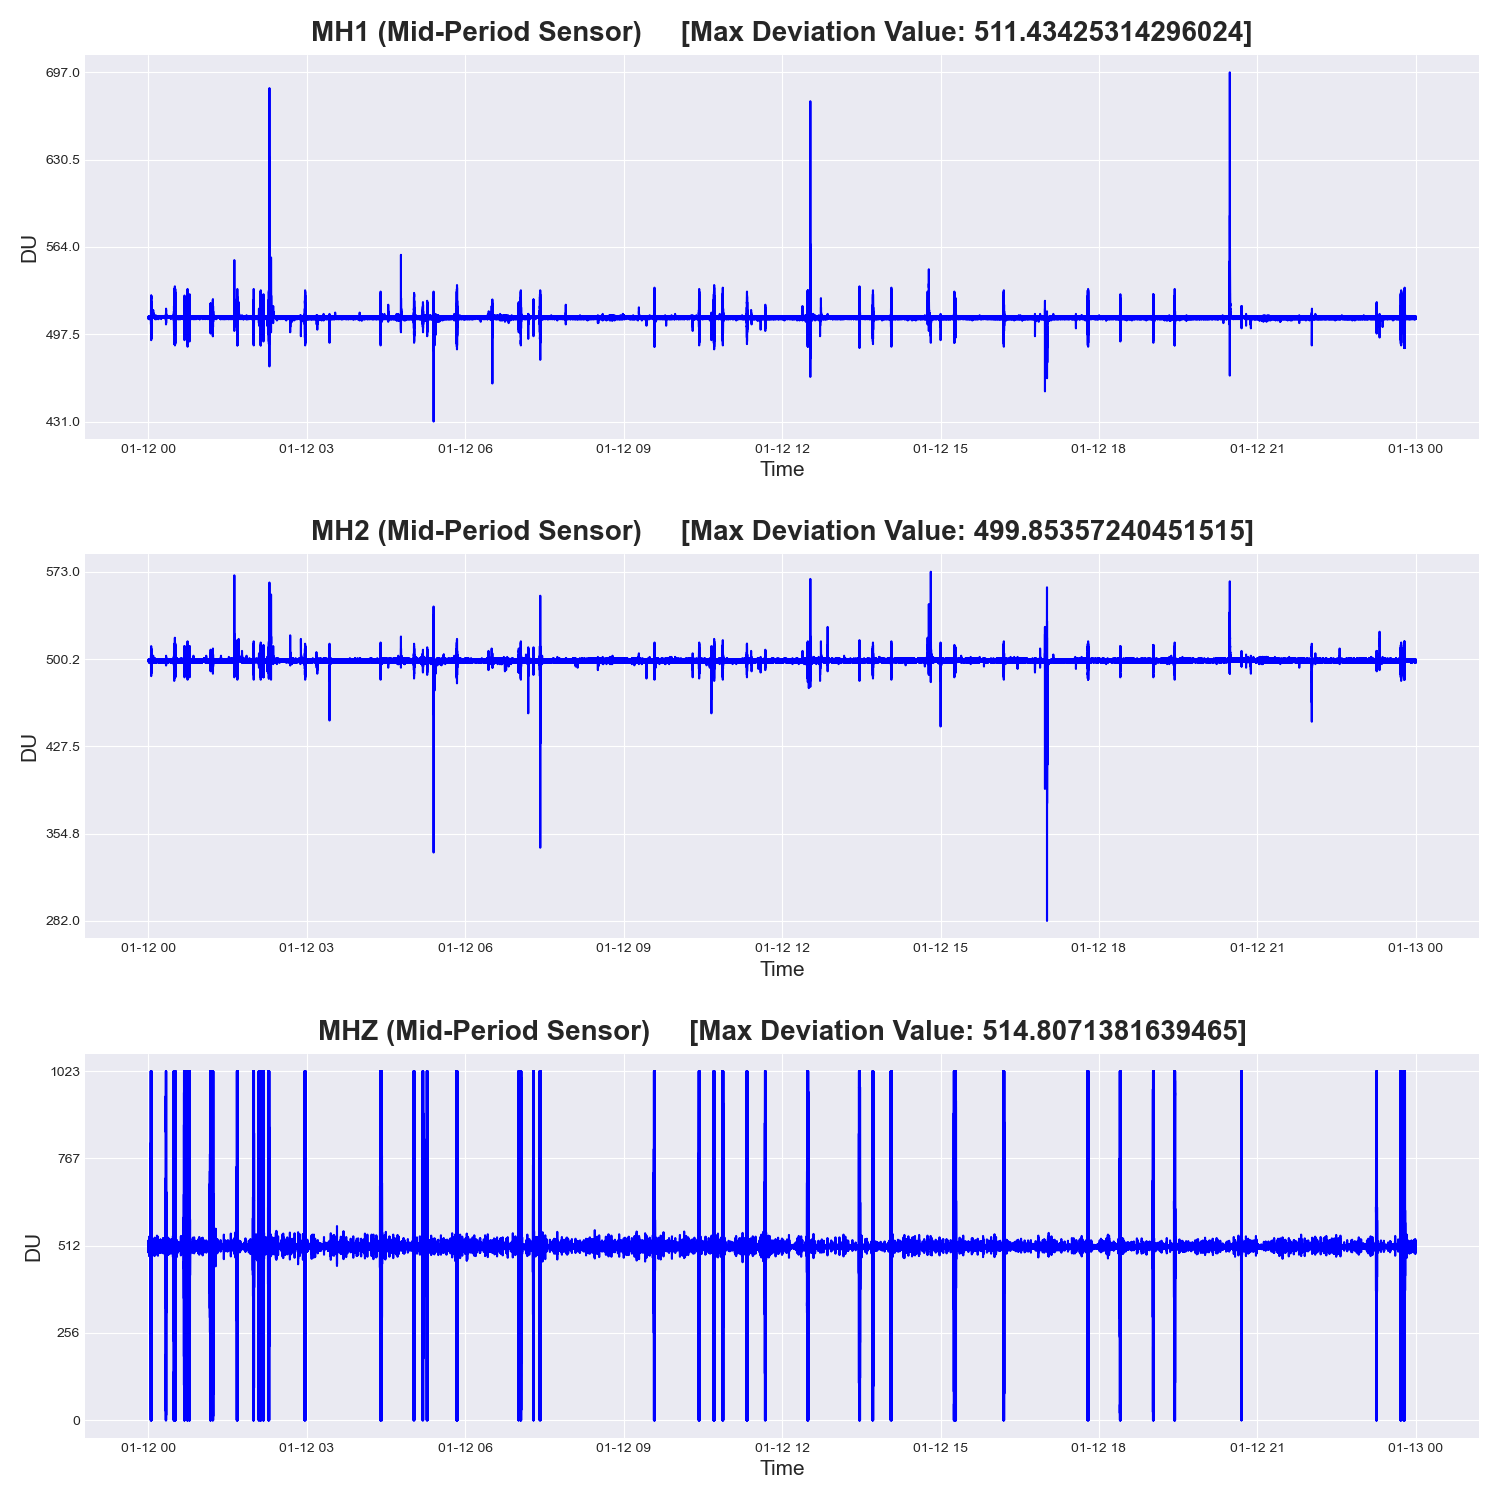 MH1 (Mid-Period Sensor) [Max Deviation Value: 511.43425314296024]
697.0
630.5
564.0
497.5
431.0
DU
01-12 00 01-12 03 01-12 06 01-12 09 01-12 12 01-12 15 01-12 18 01-12 21 01-13 00
Time
MH2 (Mid-Period Sensor) [Max Deviation Value: 499.85357240451515]
573.0
500.2
427.5
354.8
282.0
DU
01-12 00 01-12 03 01-12 06 01-12 09 01-12 12 01-12 15 01-12 18 01-12 21 01-13 00
Time
MHZ (Mid-Period Sensor) [Max Deviation Value: 514.8071381639465]
1023
767
512
256
0
DU
01-12 00 01-12 03 01-12 06 01-12 09 01-12 12 01-12 15 01-12 18 01-12 21 01-13 00
Time